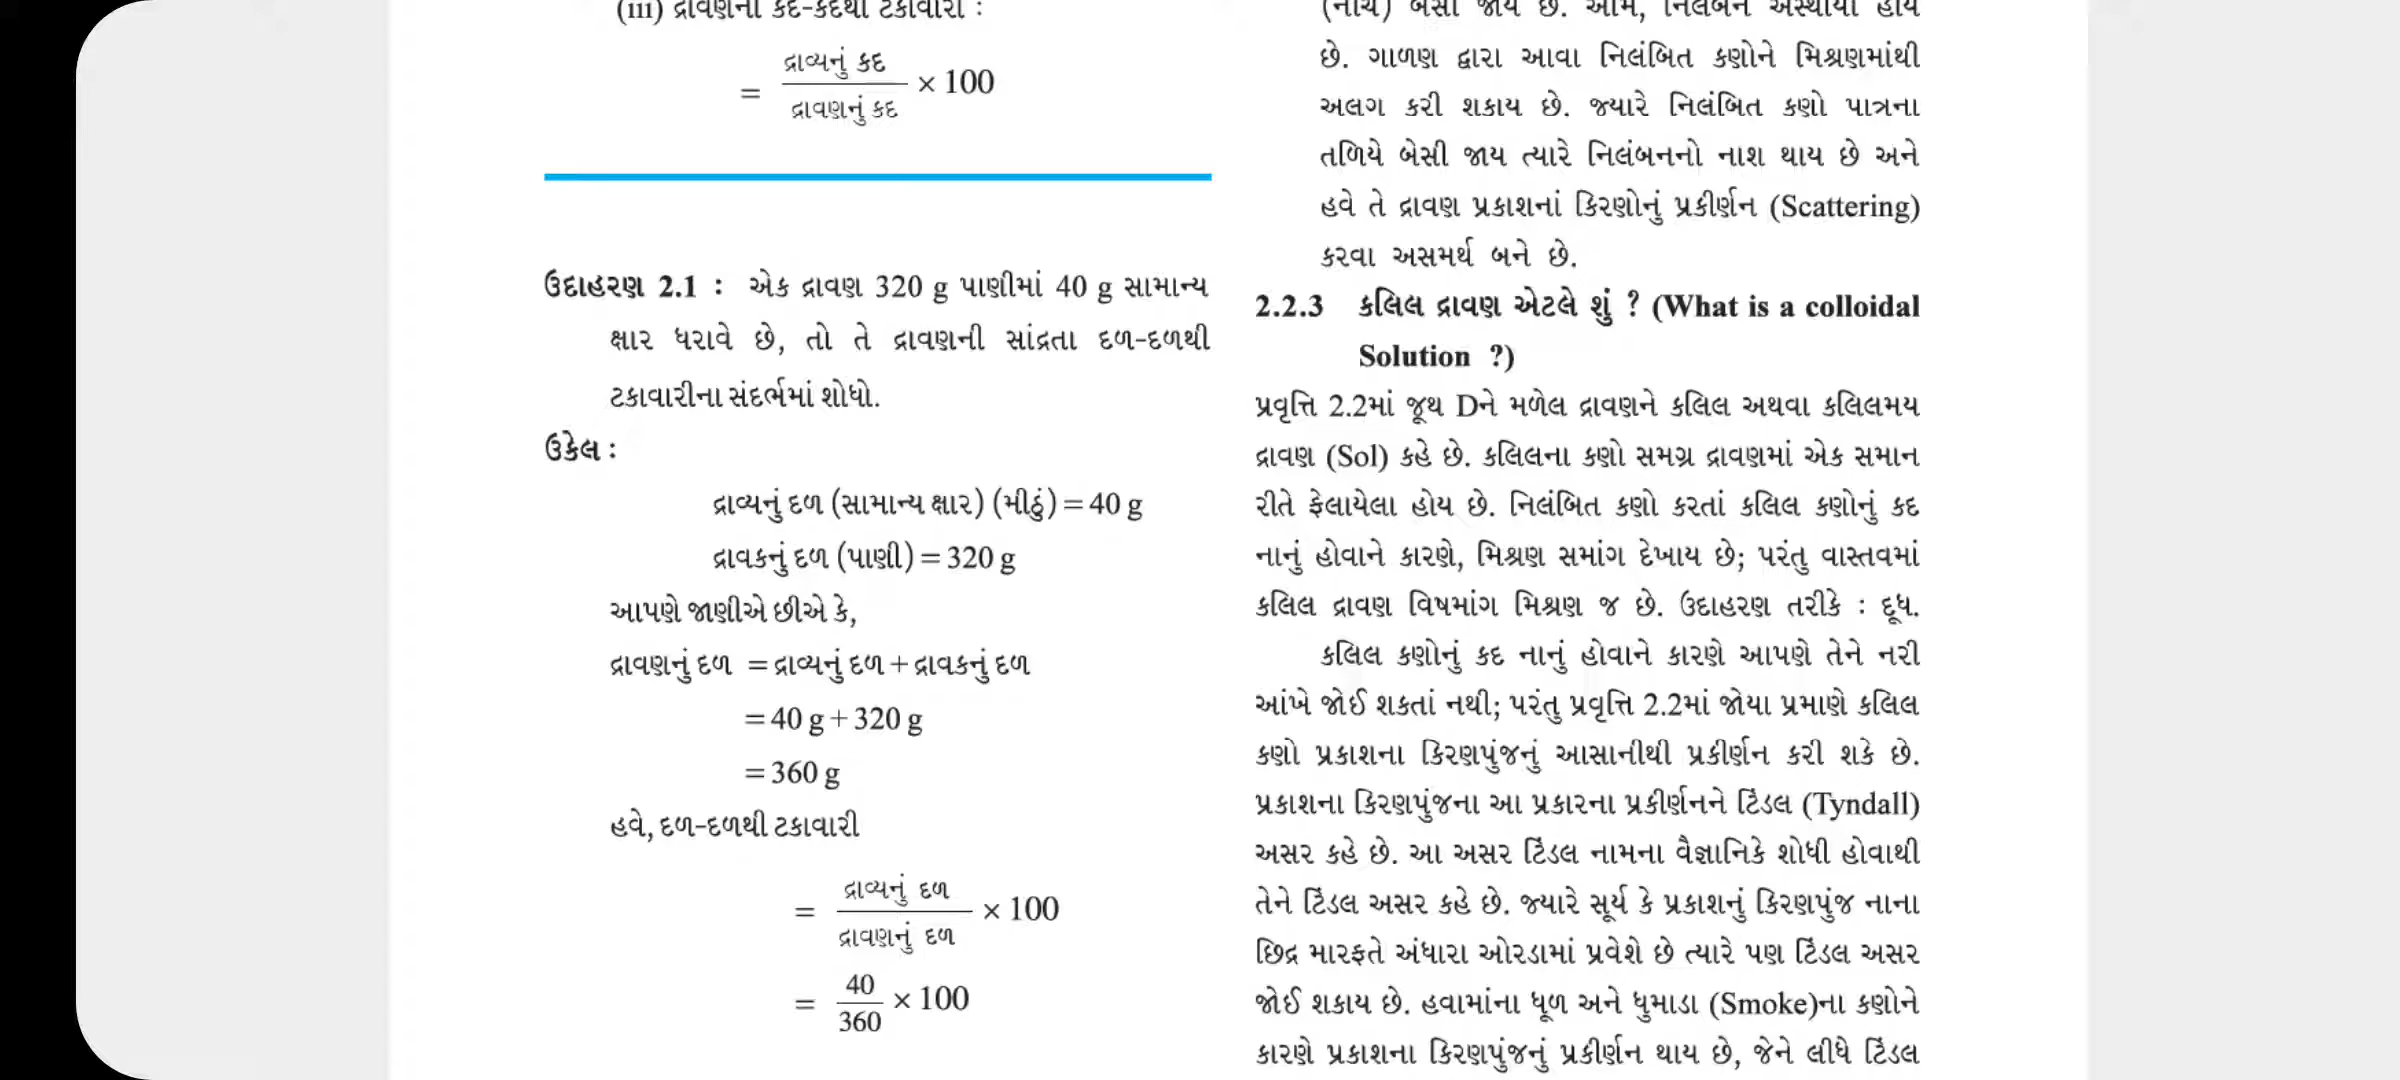 (iii) દ્રાવણની કદ-કદથી ટકાવારી :
= દ્રાવ્યનું કદ / દ્રાવણનું કદ × 100
ઉદાહરણ 2.1 : એક દ્રાવણ 320 g પાણીમાં 40 g સામાન્ય
ક્ષાર ધરાવે છે, તો તે દ્રાવણની સાંદ્રતા દળ-દળથી
ટકાવારીના સંદર્ભમાં શોધો.
ઉકેલ :
દ્રાવ્યનું દળ (સામાન્ય ક્ષાર) (મીઠું) = 40 g
દ્રાવકનું દળ (પાણી) = 320 g
આપણે જાણીએ છીએ કે,
દ્રાવણનું દળ = દ્રાવ્યનું દળ + દ્રાવકનું દળ
= 40 g + 320 g
= 360 g
હવે, દળ-દળથી ટકાવારી
= દ્રાવ્યનું દળ / દ્રાવણનું દળ × 100
= 40 / 360 × 100
(નીચે) બેસી જાય છે. આમ, નિલંબન અસ્થાયી હોય
છે. ગાળણ દ્વારા આવા નિલંબિત કણોને મિશ્રણમાંથી
અલગ કરી શકાય છે. જ્યારે નિલંબિત કણો પાત્રના
તળિયે બેસી જાય ત્યારે નિલંબનનો નાશ થાય છે અને
હવે તે દ્રાવણ પ્રકાશનાં કિરણોનું પ્રકીર્ણન (Scattering)
કરવા અસમર્થ બને છે.
2.2.3 કલિલ દ્રાવણ એટલે શું ? (What is a colloidal
Solution ?)
પ્રવૃત્તિ 2.2માં જૂથ Dને મળેલ દ્રાવણને કલિલ અથવા કલિલમય
દ્રાવણ (Sol) કહે છે. કલિલના કણો સમગ્ર દ્રાવણમાં એક સમાન
રીતે ફેલાયેલા હોય છે. નિલંબિત કણો કરતાં કલિલ કણોનું કદ
નાનું હોવાને કારણે, મિશ્રણ સમાંગ દેખાય છે; પરંતુ વાસ્તવમાં
કલિલ દ્રાવણ વિષમાંગ મિશ્રણ જ છે. ઉદાહરણ તરીકે : દૂધ.
કલિલ કણોનું કદ નાનું હોવાને કારણે આપણે તેને નરી
આંખે જોઈ શકતાં નથી; પરંતુ પ્રવૃત્તિ 2.2માં જોયા પ્રમાણે કલિલ
કણો પ્રકાશના કિરણપુંજનું આસાનીથી પ્રકીર્ણન કરી શકે છે.
પ્રકાશના કિરણપુંજના આ પ્રકારના પ્રકીર્ણનને ટિંડલ (Tyndall)
અસર કહે છે. આ અસર ટિંડલ નામના વૈજ્ઞાનિકે શોધી હોવાથી
તેને ટિંડલ અસર કહે છે. જ્યારે સૂર્ય કે પ્રકાશનું કિરણપુંજ નાના
છિદ્ર મારફતે અંધારા ઓરડામાં પ્રવેશે છે ત્યારે પણ ટિંડલ અસર
જોઈ શકાય છે. હવામાંના ધૂળ અને ધુમાડા (Smoke)ના કણોને
કારણે પ્રકાશના કિરણપુંજનું પ્રકીર્ણન થાય છે, જેને લીધે ટિંડલ